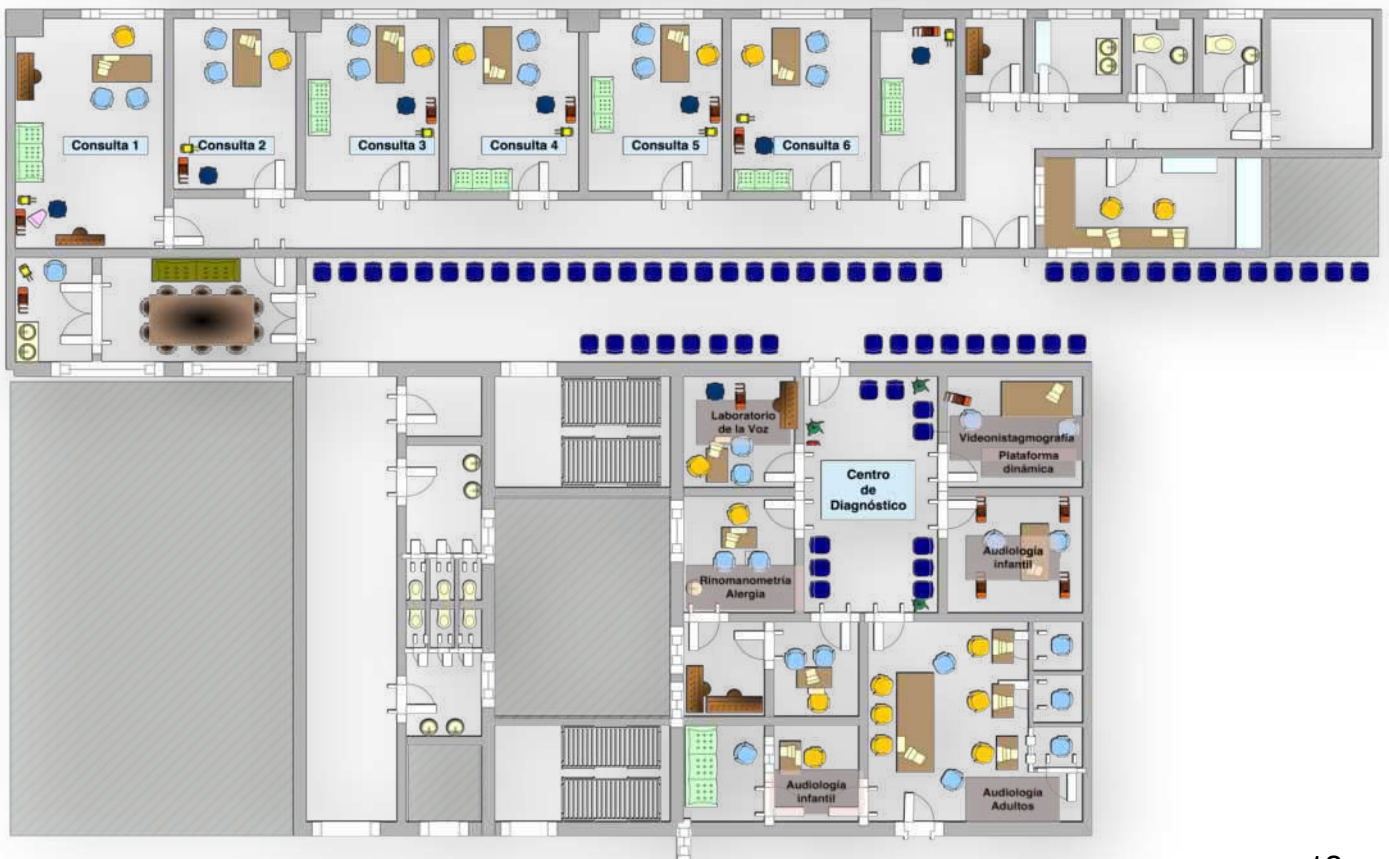 Consulta 1
Consulta 2
Consulta 3
Consulta 4
Consulta 5
Consulta 6
Laboratorio
de la Voz
Centro
de
Diagnóstico
Videonistagmografía
Plataforma
dinámica
Rinomanometría
Alergia
Audiología
infantil
Audiología
infantil
Audiología
Adultos